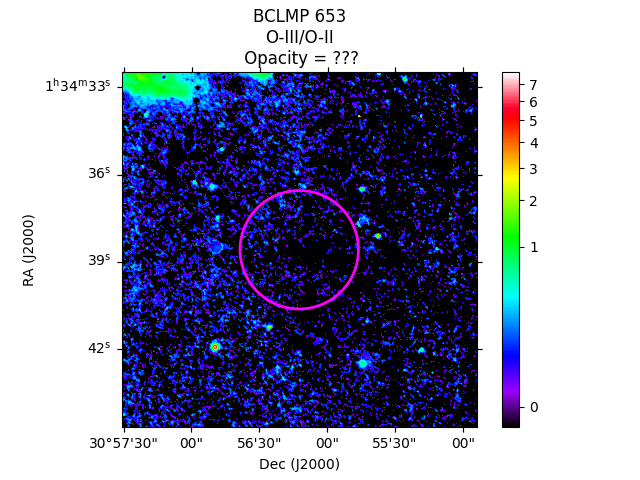 BCLMP 653
O-III/O-II
Opacity = ???
1ʰ34ᵐ33ˢ
36ˢ
39ˢ
42ˢ
RA (J2000)
30°57'30" 00" 56'30" 00" 55'30" 00"
Dec (J2000)
7
6
5
4
3
2
1
0